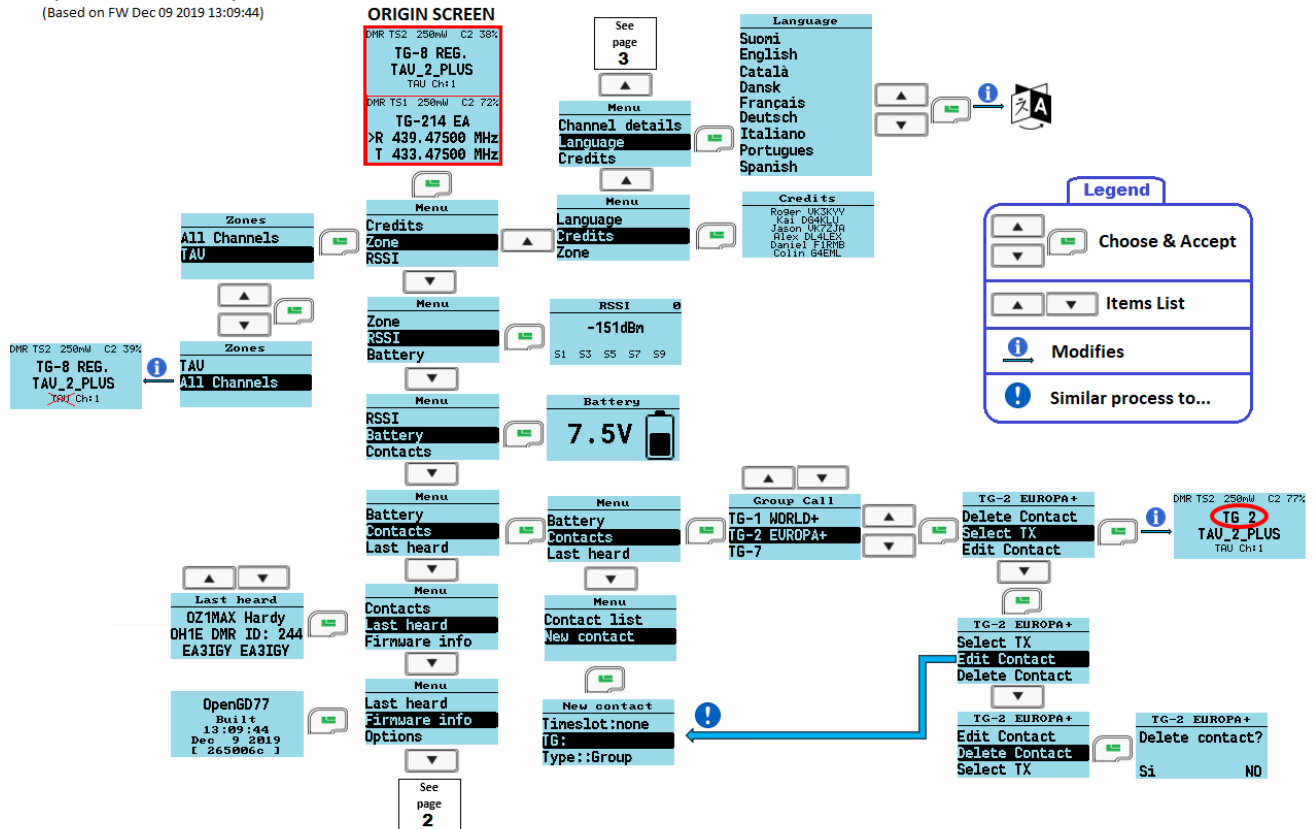 (Based on FW Dec 09 2019 13:09:44)
ORIGIN SCREEN
DMR TS2 250mW C2 38%
TG-8 REG.
TAU_2_PLUS
TAU Ch:1
DMR TS1 250mW C2 72%
TG-214 EA
>R 439.47500 MHz
T 433.47500 MHz
See
page
3
Menu
Channel details
Language
Credits
Language
Suomi
English
Català
Dansk
Français
Deutsch
Italiano
Portugues
Spanish
Menu
Language
Credits
Zone
Credits
Roger VK3KYY
Kai DG4KLU
Jason VK7ZJA
Alex DL4LEX
Daniel F1RMB
Colin G4EML
Legend
Choose & Accept
Items List
Modifies
Similar process to...
Zones
All Channels
TAU
Menu
Credits
Zone
RSSI
Zones
TAU
All Channels
DMR TS2 250mW C2 39%
TG-8 REG.
TAU_2_PLUS
TAU Ch:1
Menu
Zone
RSSI
Battery
RSSI 0
-151dBm
S1 S3 S5 S7 S9
Menu
RSSI
Battery
Contacts
Battery
7.5V
Menu
Battery
Contacts
Last heard
Menu
Battery
Contacts
Last heard
Group Call
TG-1 WORLD+
TG-2 EUROPA+
TG-7
TG-2 EUROPA+
Delete Contact
Select TX
Edit Contact
DMR TS2 250mW C2 77%
TG 2
TAU_2_PLUS
TAU Ch:1
Last heard
OZ1MAX Hardy
OH1E DMR ID: 244
EA3IGY EA3IGY
Menu
Contacts
Last heard
Firmware info
Menu
Contact list
New contact
TG-2 EUROPA+
Select TX
Edit Contact
Delete Contact
OpenGD77
Built
13:09:44
Dec 9 2019
[ 265006c ]
Menu
Last heard
Firmware info
Options
New contact
Timeslot:none
TG:
Type::Group
TG-2 EUROPA+
Edit Contact
Delete Contact
Select TX
TG-2 EUROPA+
Delete contact?
Si NO
See
page
2